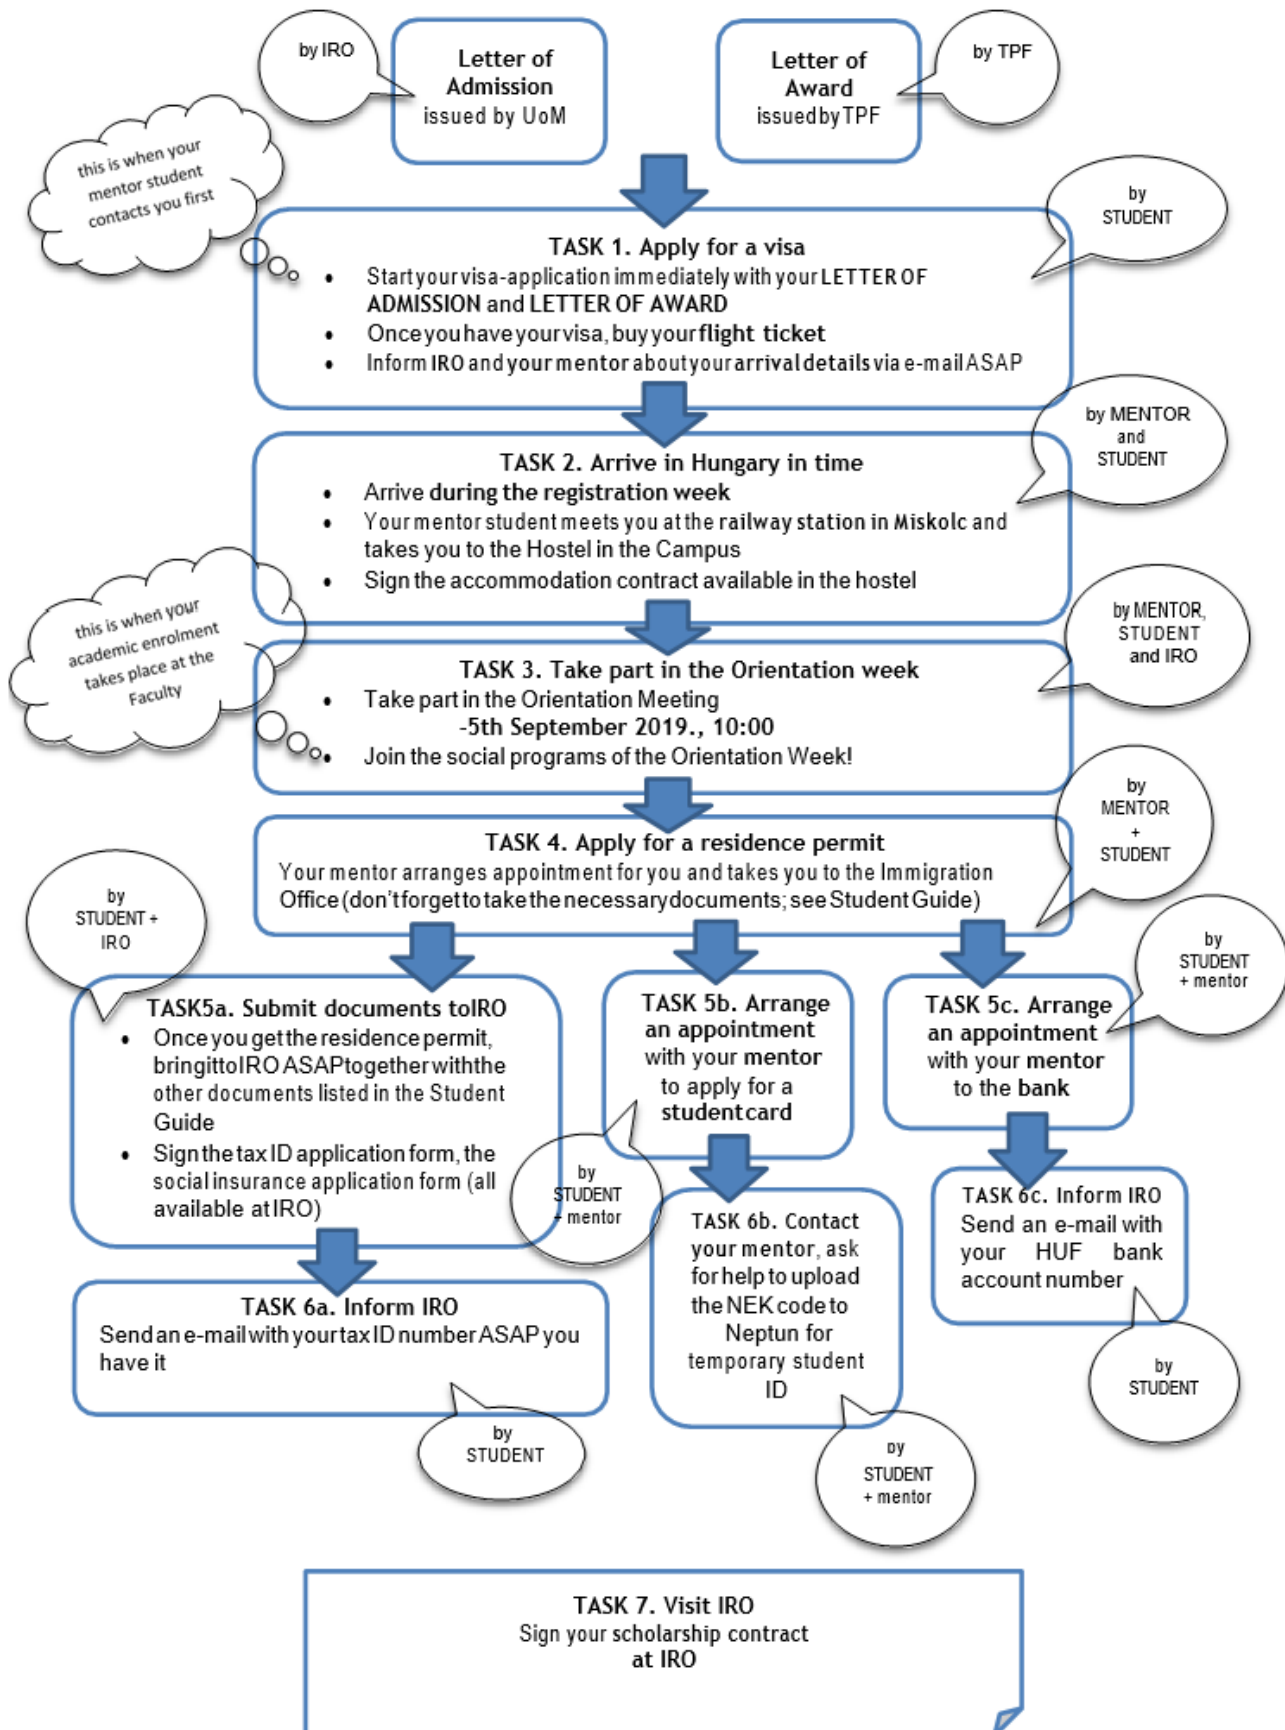 by IRO
Letter of
Admission
issued by UoM
Letter of
Award
issued by TPF
by TPF
this is when your
mentor student
contacts you first
by
STUDENT
TASK 1. Apply for a visa
• Start your visa-application immediately with your LETTER OF
ADMISSION and LETTER OF AWARD
• Once you have your visa, buy your flight ticket
• Inform IRO and your mentor about your arrival details via e-mail ASAP
by MENTOR
and
STUDENT
TASK 2. Arrive in Hungary in time
• Arrive during the registration week
• Your mentor student meets you at the railway station in Miskolc and
takes you to the Hostel in the Campus
• Sign the accommodation contract available in the hostel
this is when your
academic enrolment
takes place at the
Faculty
by MENTOR,
STUDENT
and IRO
TASK 3. Take part in the Orientation week
• Take part in the Orientation Meeting
-5th September 2019., 10:00
• Join the social programs of the Orientation Week!
by
MENTOR
+
STUDENT
TASK 4. Apply for a residence permit
Your mentor arranges appointment for you and takes you to the Immigration
Office (don't forget to take the necessary documents; see Student Guide)
by
STUDENT +
IRO
TASK5a. Submit documents toIRO
• Once you get the residence permit,
bringittoIRO ASAPtogether withthe
other documents listed in the Student
Guide
• Sign the tax ID application form, the
social insurance application form (all
available at IRO)
TASK 5b. Arrange
an appointment
with your mentor
to apply for a
studentcard
by
STUDENT
+ mentor
TASK 5c. Arrange
an appointment
with your mentor
to the bank
by
STUDENT
+ mentor
TASK 6a. Inform IRO
Send an e-mail with your tax ID number ASAP you
have it
by
STUDENT
TASK 6b. Contact
your mentor, ask
for help to upload
the NEK code to
Neptun for
temporary student
ID
by
STUDENT
+ mentor
TASK 6c. Inform IRO
Send an e-mail with
your HUF bank
account number
by
STUDENT
TASK 7. Visit IRO
Sign your scholarship contract
at IRO